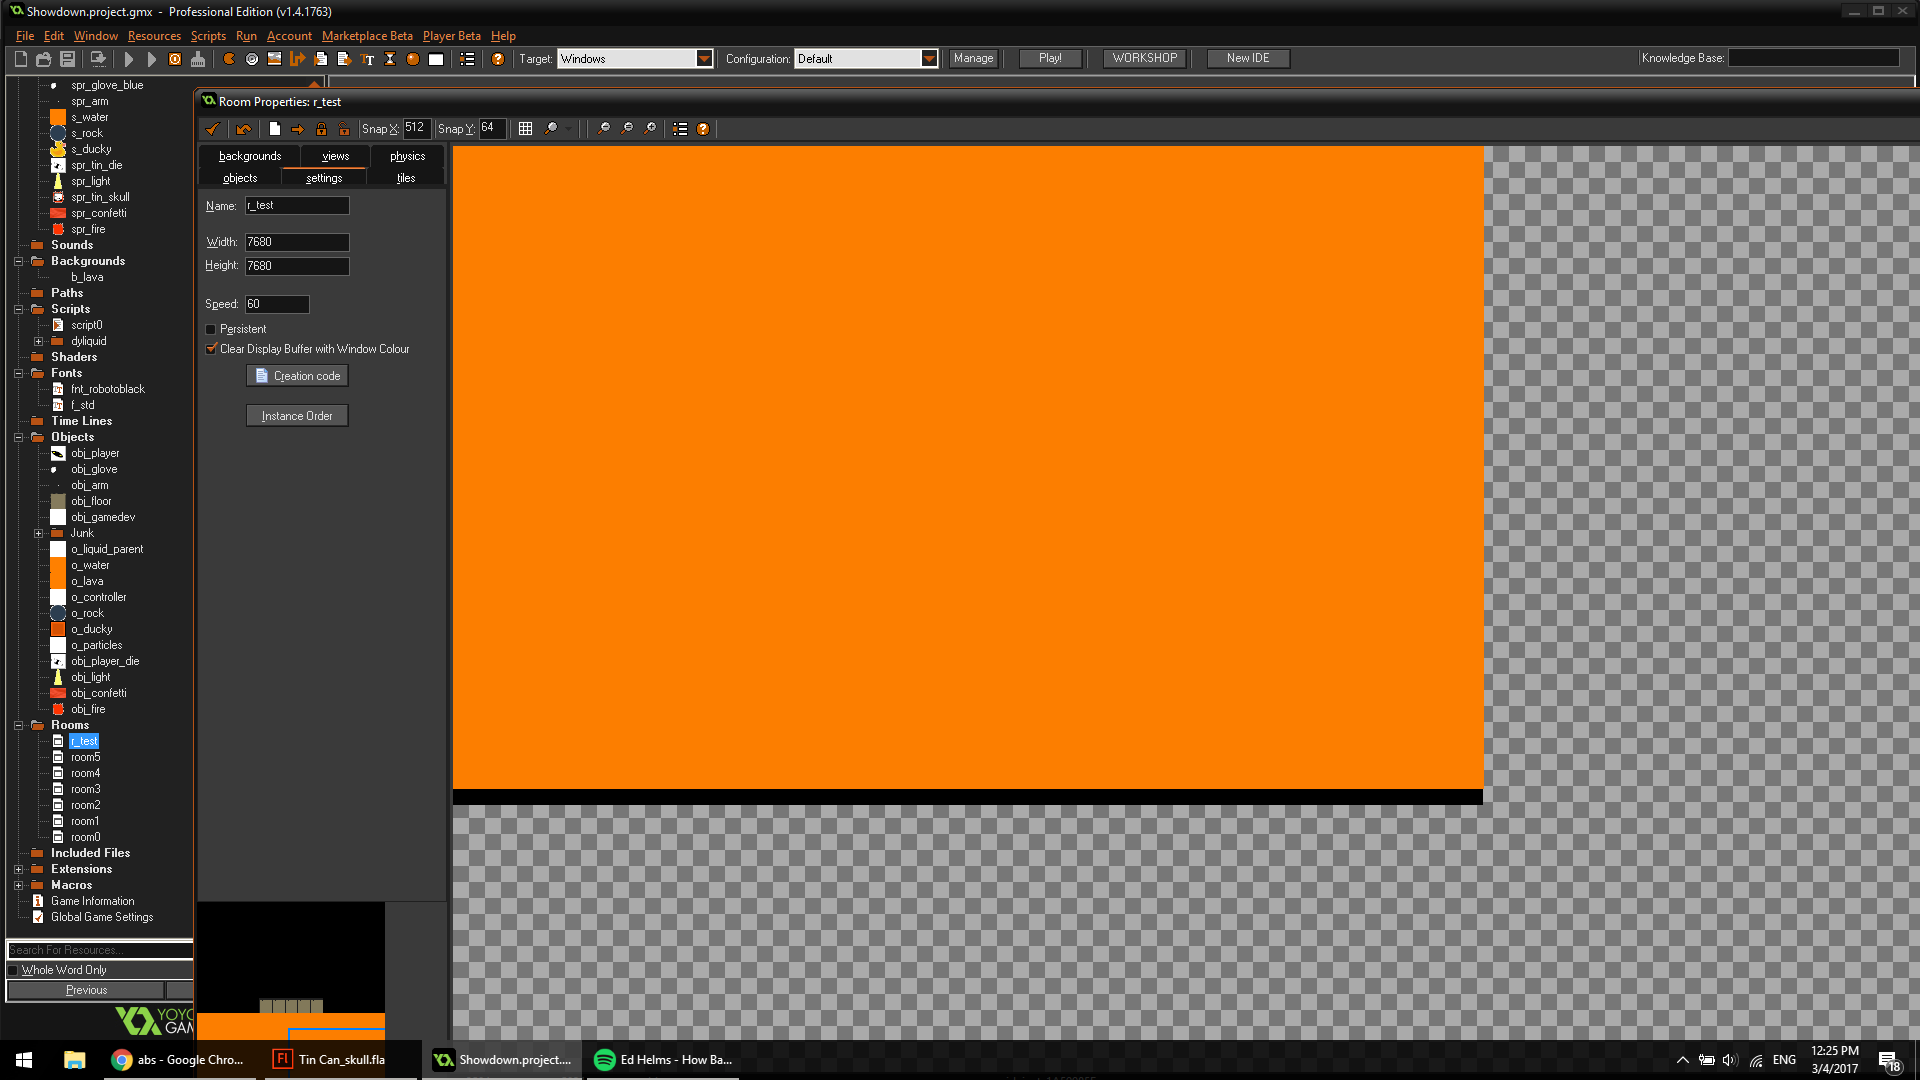 Showdown.project.gmx - Professional Edition (v1.4.1763)
File Edit Window Resources Scripts Run Account Marketplace Beta Player Beta Help
Target: Windows Configuration: Default Manage Play! WORKSHOP New IDE Knowledge Base:
spr_glove_blue
spr_arm
s_water
s_rock
s_ducky
spr_tin_die
spr_light
spr_tin_skull
spr_confetti
spr_fire
Sounds
Backgrounds
b_lava
Paths
Scripts
script0
dyliquid
Shaders
Fonts
fnt_robotoblack
f_std
Time Lines
Objects
obj_player
obj_glove
obj_arm
obj_floor
obj_gamedev
Junk
o_liquid_parent
o_water
o_lava
o_controller
o_rock
o_ducky
o_particles
obj_player_die
obj_light
obj_confetti
obj_fire
Rooms
r_test
room5
room4
room3
room2
room1
room0
Included Files
Extensions
Macros
Game Information
Global Game Settings
Search For Resources...
Whole Word Only
Previous
YOYO
GAM
Room Properties: r_test
Snap X: 512 Snap Y: 64
backgrounds views physics
objects settings tiles
Name: r_test
Width: 7680
Height: 7680
Speed: 60
Persistent
Clear Display Buffer with Window Colour
Creation code
Instance Order
abs - Google Chro...
Tin Can_skull.fla
Showdown.project....
Ed Helms - How Ba...
ENG
12:25 PM
3/4/2017
18